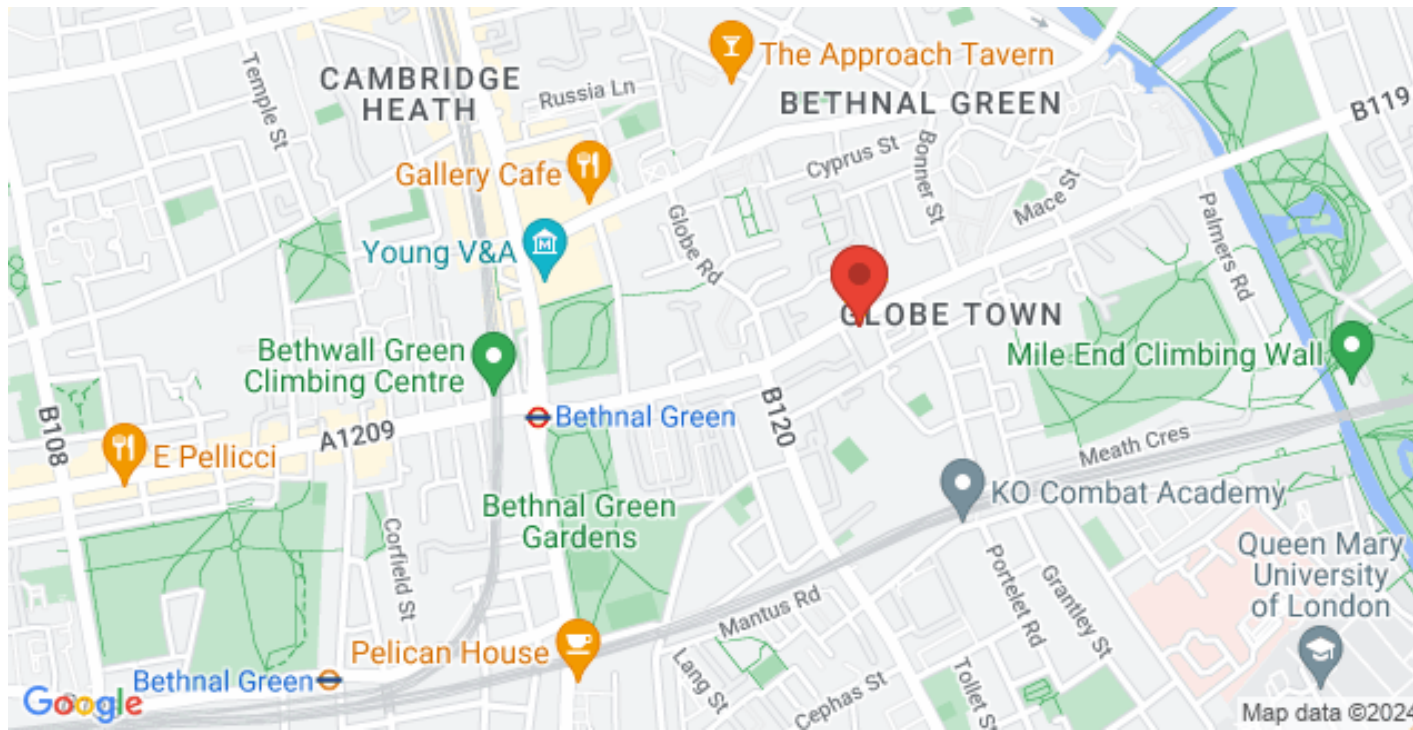 The Approach Tavern
CAMBRIDGE
HEATH
Temple St
Russia Ln
BETHNAL GREEN
B119
Gallery Cafe
Cyprus St
Bonner St
Mace St
Palmers Rd
Globe Rd
Young V&A
GLOBE TOWN
Bethwall Green
Climbing Centre
Mile End Climbing Wall
B108
A1209
Bethnal Green
B120
E Pellicci
Meath Cres
KO Combat Academy
Bethnal Green
Gardens
Corfield St
Queen Mary
University
of London
Portelet Rd
Grantley St
Mantus Rd
Pelican House
Lang St
Cephas St
Tollet St
Bethnal Green
Google
Map data ©2024